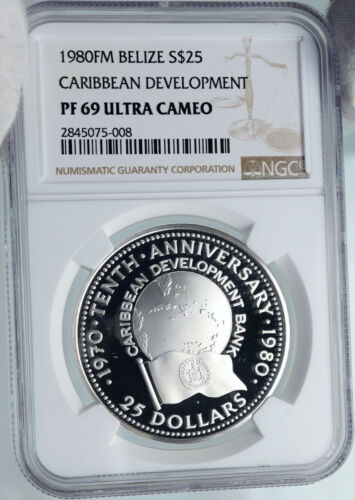 1980FM BELIZE S$25
CARIBBEAN DEVELOPMENT
PF 69 ULTRA CAMEO
2845075-008
NUMISMATIC GUARANTY CORPORATION
NGC
1970 · TENTH · ANNIVERSARY · 1980 ·
CARIBBEAN DEVELOPMENT BANK
25 DOLLARS